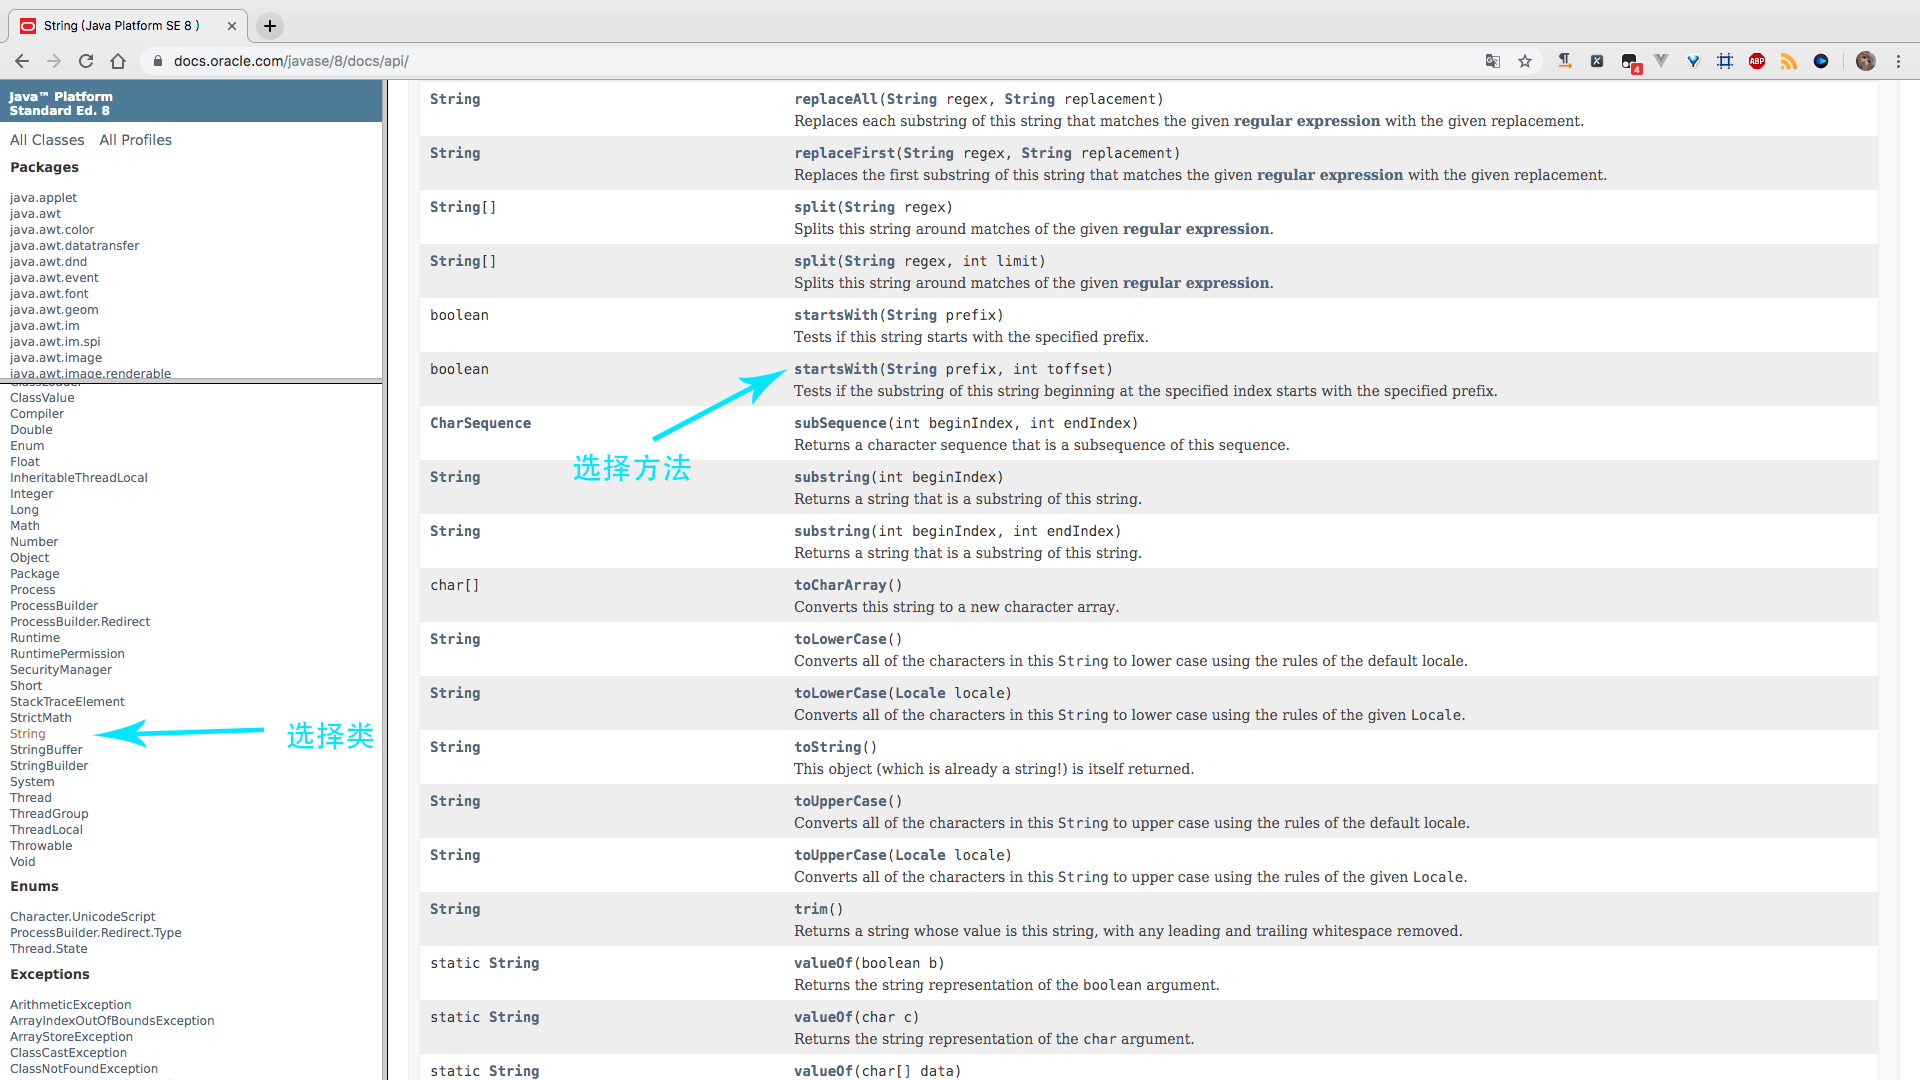 String (Java Platform SE 8 )
docs.oracle.com/javase/8/docs/api/
4
ABP
Java™ Platform
Standard Ed. 8
All Classes All Profiles
Packages
java.applet
java.awt
java.awt.color
java.awt.datatransfer
java.awt.dnd
java.awt.event
java.awt.font
java.awt.geom
java.awt.im
java.awt.im.spi
java.awt.image
java.awt.image.renderable
ClassLoader
ClassValue
Compiler
Double
Enum
Float
InheritableThreadLocal
Integer
Long
Math
Number
Object
Package
Process
ProcessBuilder
ProcessBuilder.Redirect
Runtime
RuntimePermission
SecurityManager
Short
StackTraceElement
StrictMath
String
选择类
StringBuffer
StringBuilder
System
Thread
ThreadGroup
ThreadLocal
Throwable
Void
Enums
Character.UnicodeScript
ProcessBuilder.Redirect.Type
Thread.State
Exceptions
ArithmeticException
ArrayIndexOutOfBoundsException
ArrayStoreException
ClassCastException
ClassNotFoundException
String replaceAll(String regex, String replacement)
Replaces each substring of this string that matches the given regular expression with the given replacement.
String replaceFirst(String regex, String replacement)
Replaces the first substring of this string that matches the given regular expression with the given replacement.
String[] split(String regex)
Splits this string around matches of the given regular expression.
String[] split(String regex, int limit)
Splits this string around matches of the given regular expression.
boolean startsWith(String prefix)
Tests if this string starts with the specified prefix.
boolean startsWith(String prefix, int toffset)
Tests if the substring of this string beginning at the specified index starts with the specified prefix.
选择方法
CharSequence subSequence(int beginIndex, int endIndex)
Returns a character sequence that is a subsequence of this sequence.
String substring(int beginIndex)
Returns a string that is a substring of this string.
String substring(int beginIndex, int endIndex)
Returns a string that is a substring of this string.
char[] toCharArray()
Converts this string to a new character array.
String toLowerCase()
Converts all of the characters in this String to lower case using the rules of the default locale.
String toLowerCase(Locale locale)
Converts all of the characters in this String to lower case using the rules of the given Locale.
String toString()
This object (which is already a string!) is itself returned.
String toUpperCase()
Converts all of the characters in this String to upper case using the rules of the default locale.
String toUpperCase(Locale locale)
Converts all of the characters in this String to upper case using the rules of the given Locale.
String trim()
Returns a string whose value is this string, with any leading and trailing whitespace removed.
static String valueOf(boolean b)
Returns the string representation of the boolean argument.
static String valueOf(char c)
Returns the string representation of the char argument.
static String valueOf(char[] data)